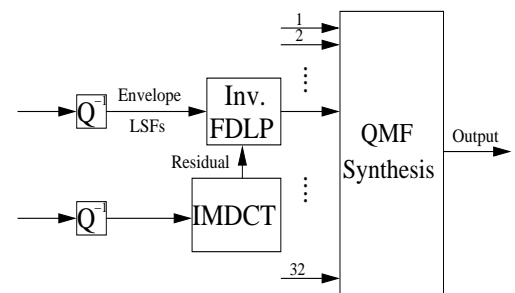 1
2
Q⁻¹
Envelope
LSFs
Inv.
FDLP
QMF
Synthesis
Output
Residual
Q⁻¹
IMDCT
32